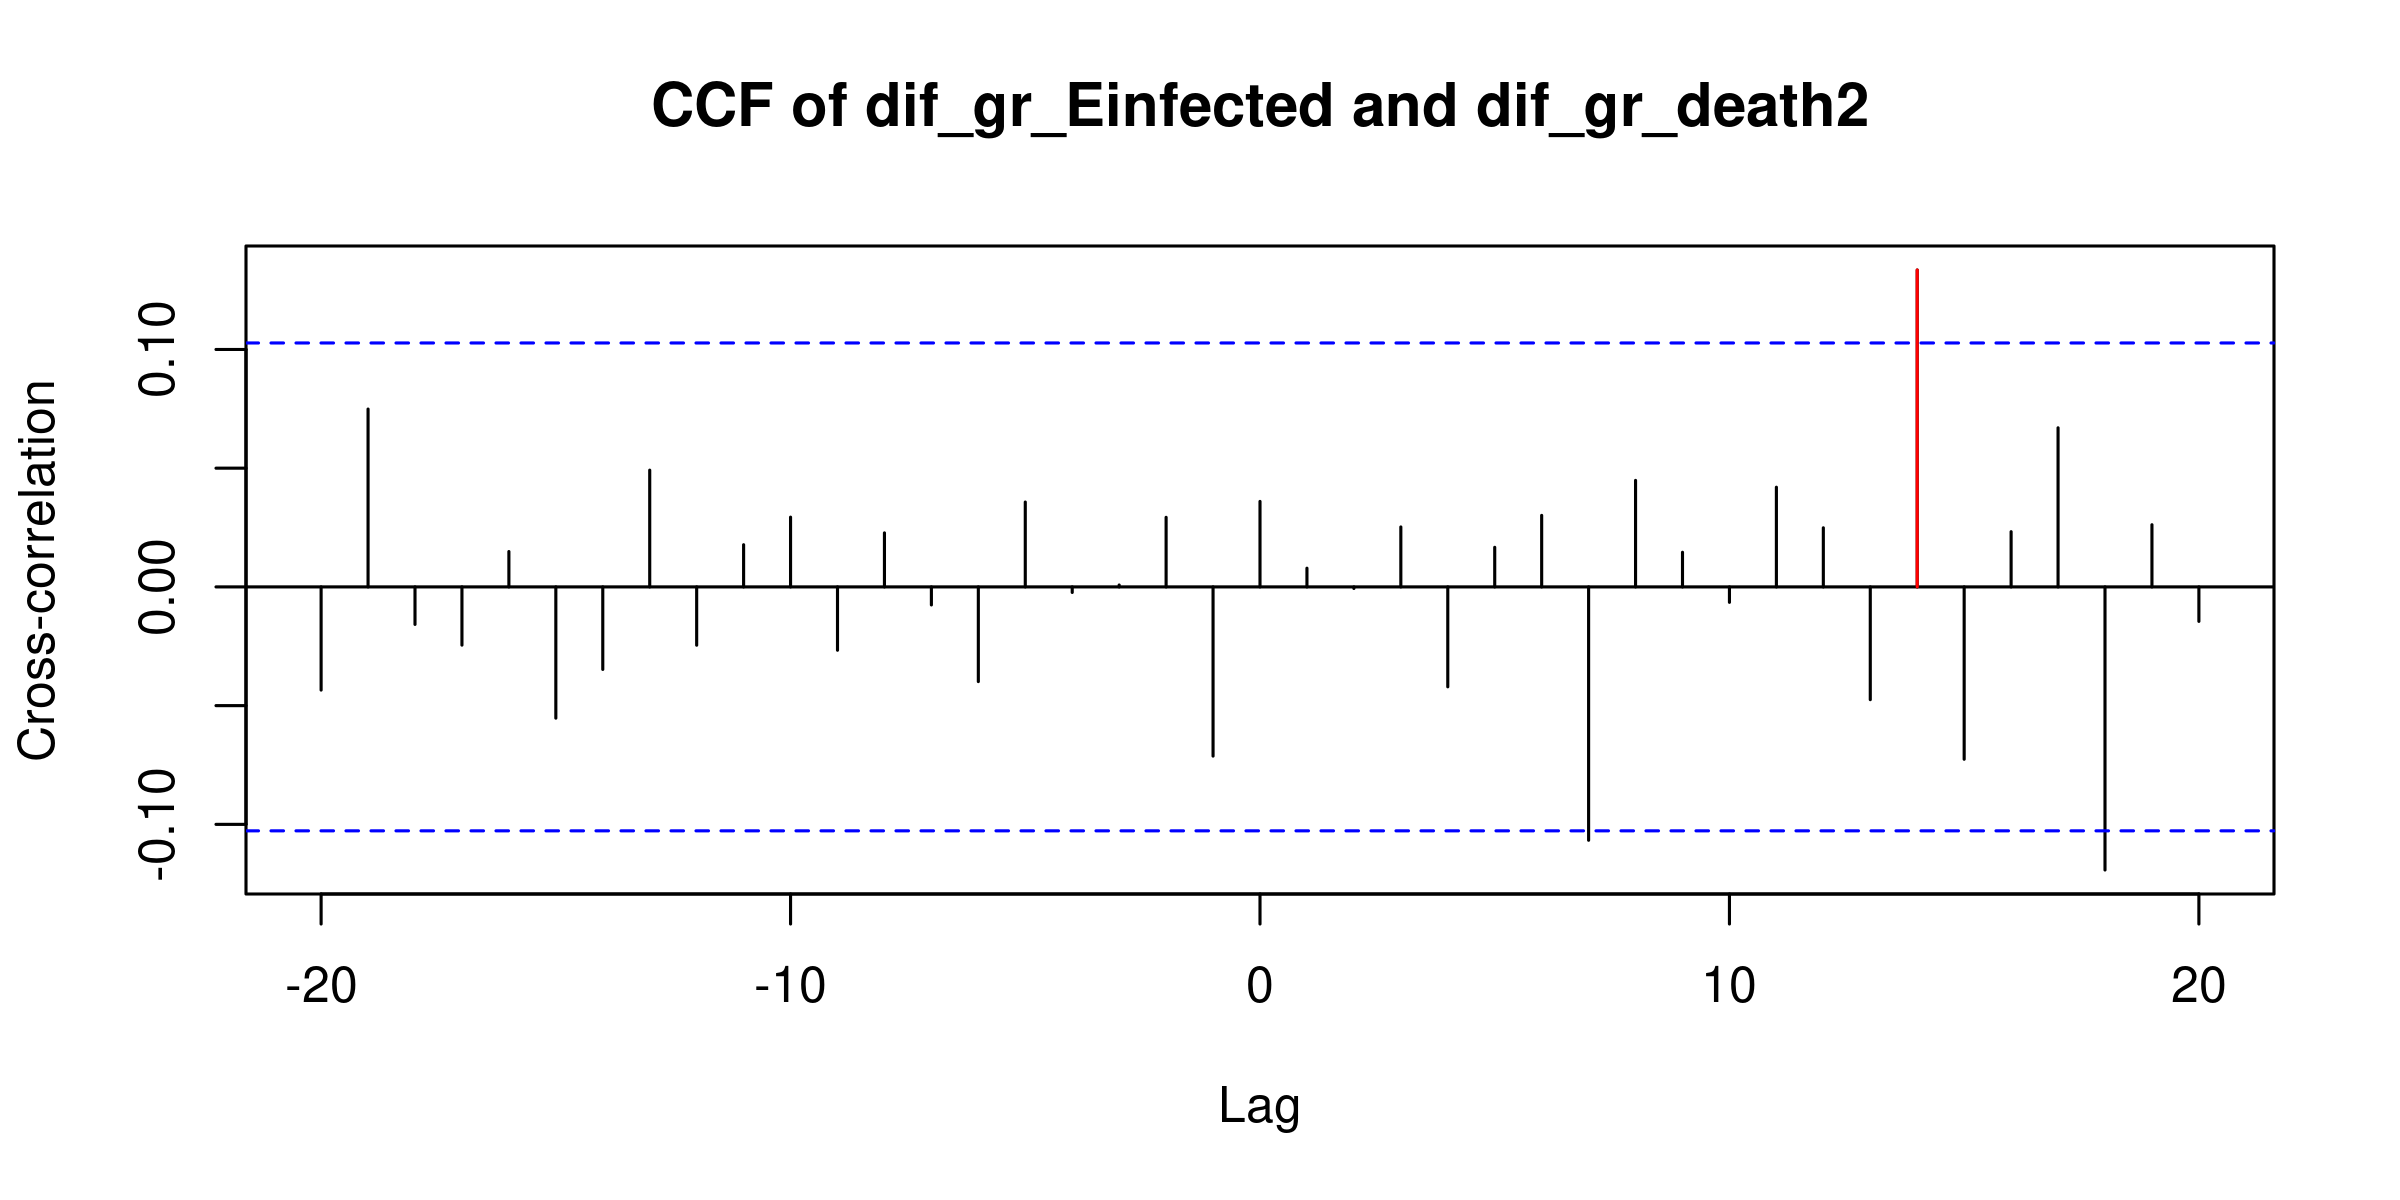 CCF of dif_gr_Einfected and dif_gr_death2
Cross-correlation
0.10
0.00
-0.10
-20 -10 0 10 20
Lag